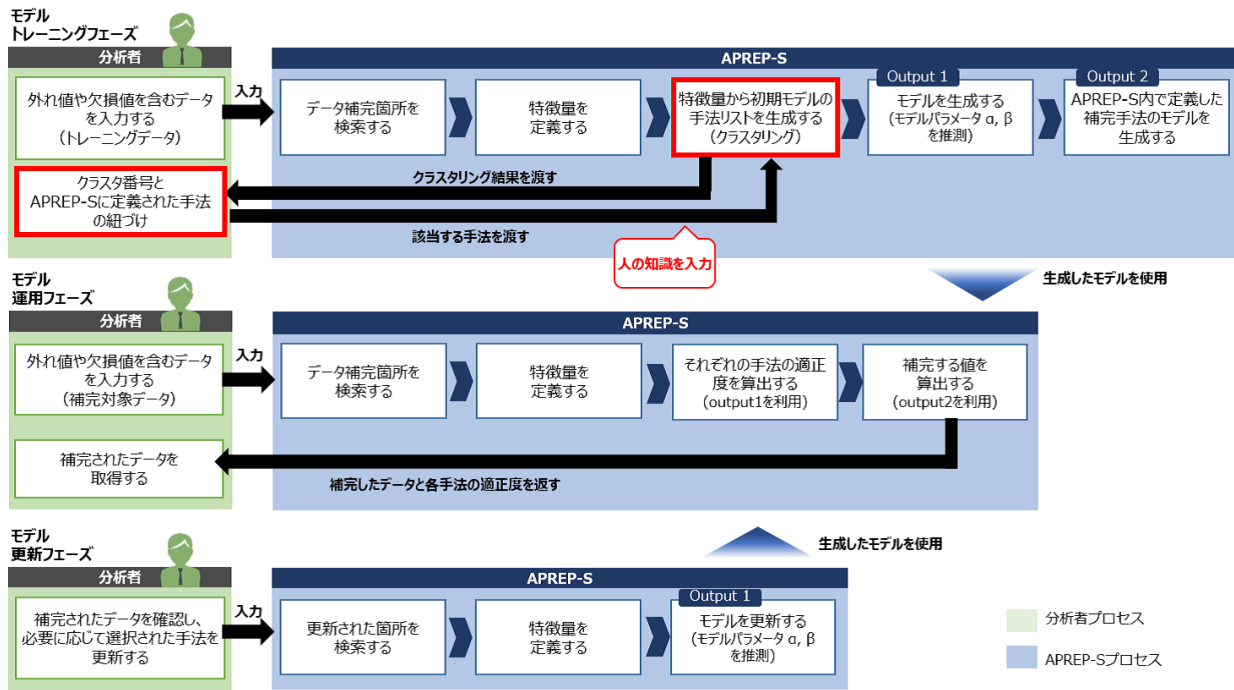 モデル
トレーニングフェーズ
分析者
APREP-S
外れ値や欠損値を含むデータ
を入力する
(トレーニングデータ)
入力
データ補完箇所を
検索する
特徴量を
定義する
特徴量から初期モデルの
手法リストを生成する
(クラスタリング)
Output 1
モデルを生成する
(モデルパラメータ α, β
を推測)
Output 2
APREP-S内で定義した
補完手法のモデルを
生成する
クラスタリング結果を渡す
クラスタ番号と
APREP-Sに定義された手法
の紐づけ
該当する手法を渡す
人の知識を入力
モデル
運用フェーズ
生成したモデルを使用
分析者
APREP-S
外れ値や欠損値を含むデータ
を入力する
(補完対象データ)
入力
データ補完箇所を
検索する
特徴量を
定義する
それぞれの手法の適正
度を算出する
(output1を利用)
補完する値を
算出する
(output2を利用)
補完されたデータを
取得する
補完したデータと各手法の適正度を返す
モデル
更新フェーズ
生成したモデルを使用
分析者
APREP-S
補完されたデータを確認し、
必要に応じて選択された手法を
更新する
入力
更新された箇所を
検索する
特徴量を
定義する
Output 1
モデルを更新する
(モデルパラメータ α, β
を推測)
分析者プロセス
APREP-Sプロセス